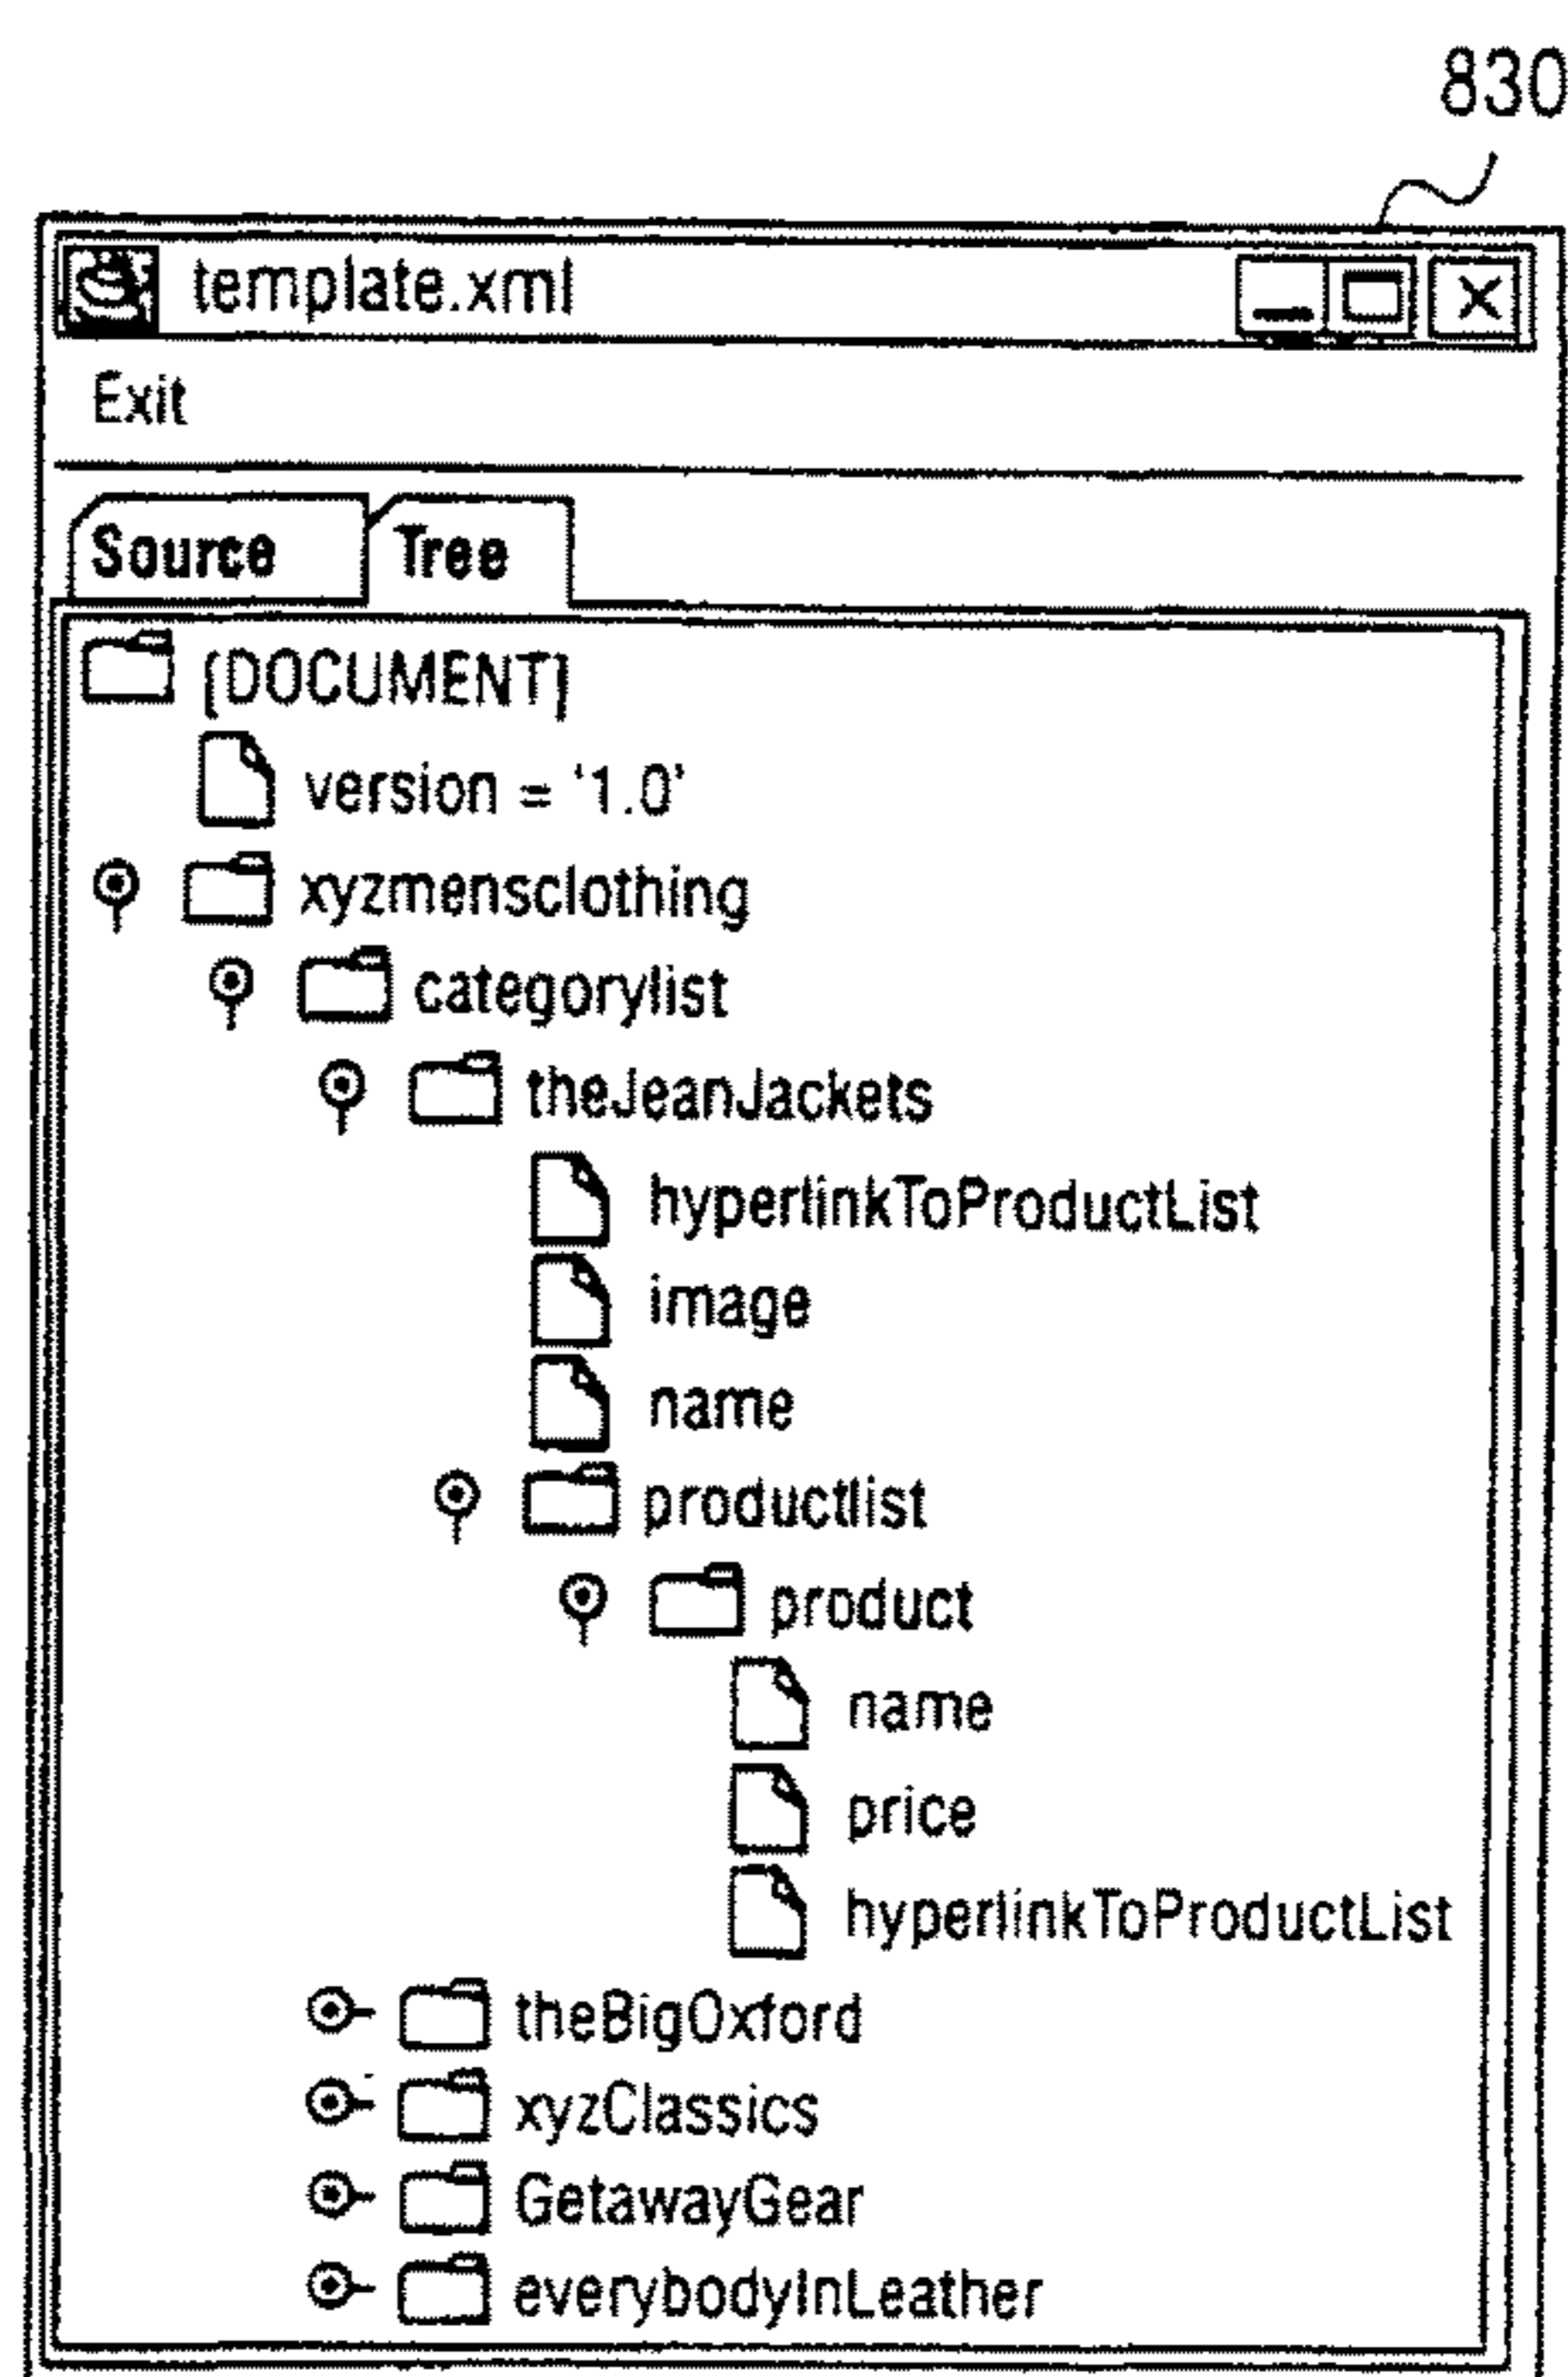 830
template.xml
Exit
Source Tree
[DOCUMENT]
version = '1.0'
xyzmensclothing
categorylist
theJeanJackets
hyperlinkToProductList
image
name
productlist
product
name
price
hyperlinkToProductList
theBigOxford
xyzClassics
GetawayGear
everybodyInLeather